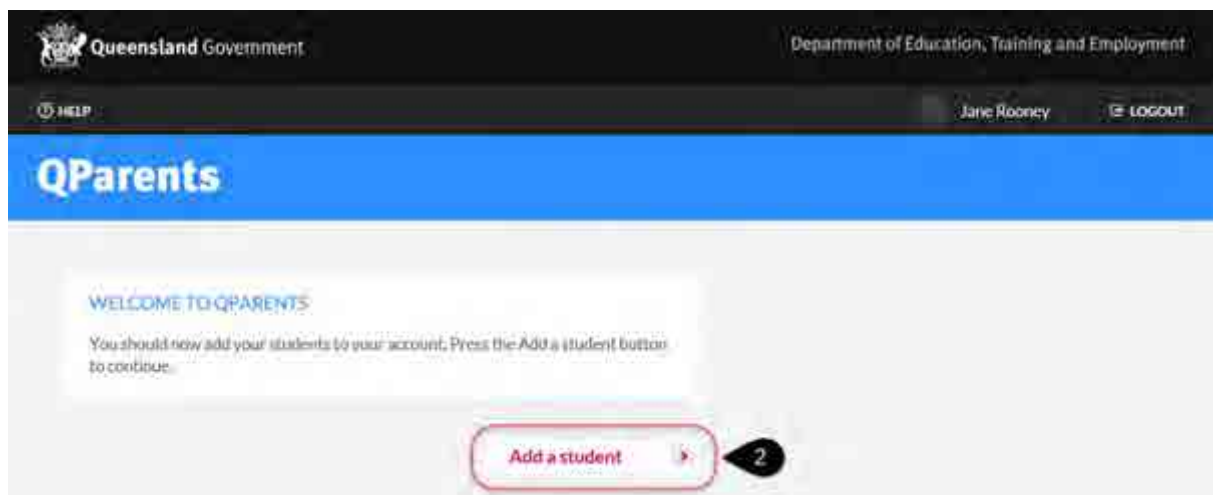 Queensland Government
Department of Education, Training and Employment
HELP
Jane Rooney
LOGOUT
QParents
WELCOME TO QPARENTS
You should now add your students to your account. Press the Add a student button
to continue.
Add a student
2